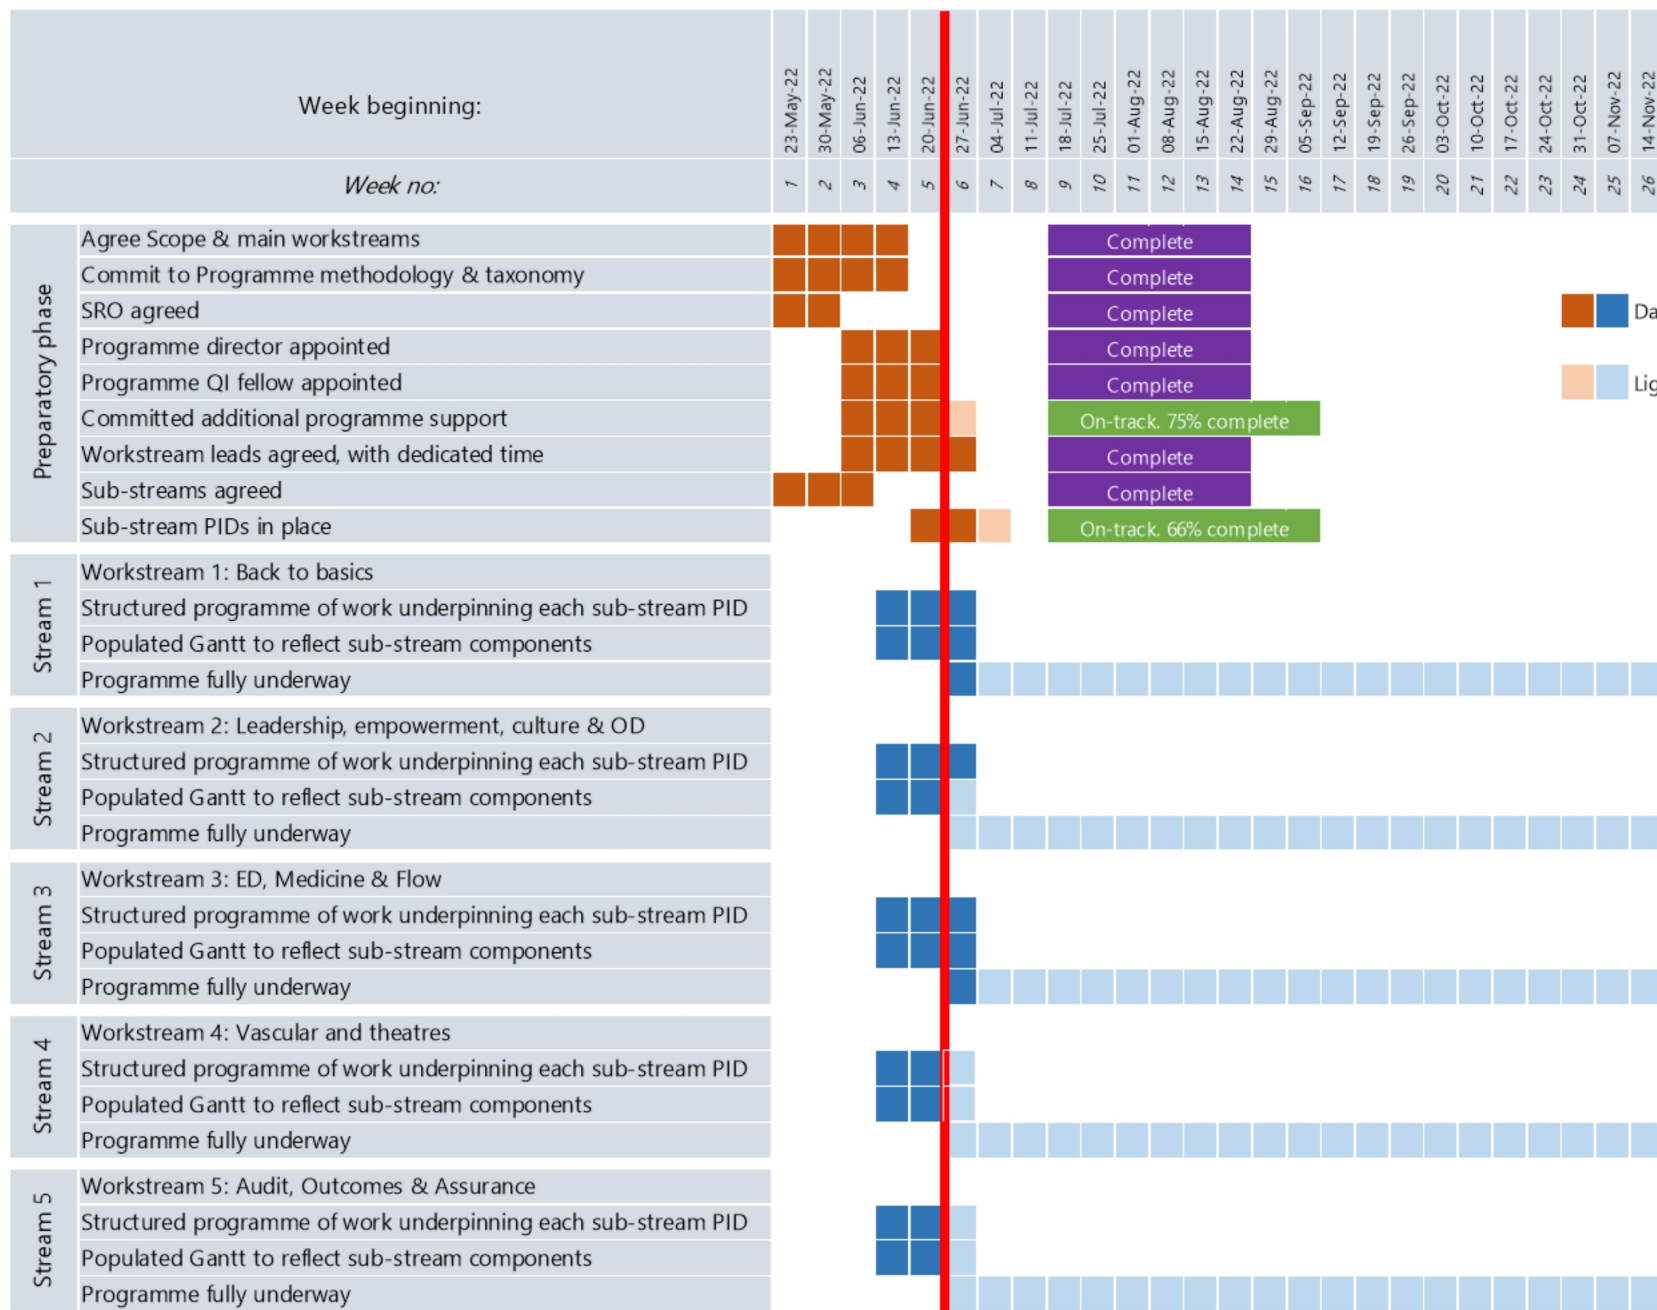 Week beginning:
23-May-22 30-May-22 06-Jun-22 13-Jun-22 20-Jun-22 27-Jun-22 04-Jul-22 11-Jul-22 18-Jul-22 25-Jul-22 01-Aug-22 08-Aug-22 15-Aug-22 22-Aug-22 29-Aug-22 05-Sep-22 12-Sep-22 19-Sep-22 26-Sep-22 03-Oct-22 10-Oct-22 17-Oct-22 24-Oct-22 31-Oct-22 07-Nov-22 14-Nov-22
Week no:
1 2 3 4 5 6 7 8 9 10 11 12 13 14 15 16 17 18 19 20 21 22 23 24 25 26
Preparatory phase
Agree Scope & main workstreams Complete
Commit to Programme methodology & taxonomy Complete
SRO agreed Complete
Da
Programme director appointed Complete
Programme QI fellow appointed Complete
Lig
Committed additional programme support On-track. 75% complete
Workstream leads agreed, with dedicated time Complete
Sub-streams agreed Complete
Sub-stream PIDs in place On-track. 66% complete
Stream 1
Workstream 1: Back to basics
Structured programme of work underpinning each sub-stream PID
Populated Gantt to reflect sub-stream components
Programme fully underway
Stream 2
Workstream 2: Leadership, empowerment, culture & OD
Structured programme of work underpinning each sub-stream PID
Populated Gantt to reflect sub-stream components
Programme fully underway
Stream 3
Workstream 3: ED, Medicine & Flow
Structured programme of work underpinning each sub-stream PID
Populated Gantt to reflect sub-stream components
Programme fully underway
Stream 4
Workstream 4: Vascular and theatres
Structured programme of work underpinning each sub-stream PID
Populated Gantt to reflect sub-stream components
Programme fully underway
Stream 5
Workstream 5: Audit, Outcomes & Assurance
Structured programme of work underpinning each sub-stream PID
Populated Gantt to reflect sub-stream components
Programme fully underway